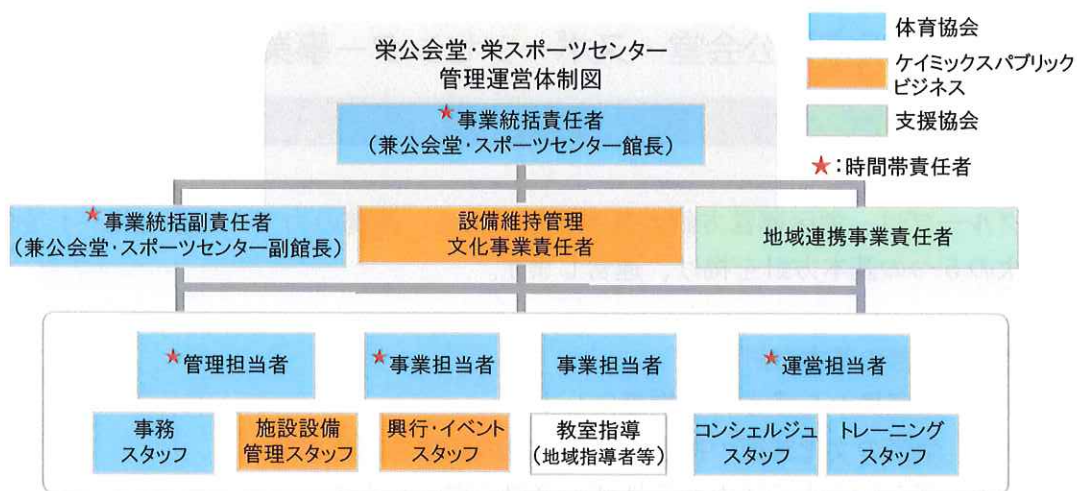 栄公会堂・栄スポーツセンター
管理運営体制図
体育協会
ケイミックスパブリック
ビジネス
支援協会
★:時間帯責任者
★事業統括責任者
(兼公会堂・スポーツセンター館長)
★事業統括副責任者
(兼公会堂・スポーツセンター副館長)
設備維持管理
文化事業責任者
地域連携事業責任者
★管理担当者
★事業担当者
事業担当者
★運営担当者
事務
スタッフ
施設設備
管理スタッフ
興行・イベント
スタッフ
教室指導
(地域指導者等)
コンシェルジュ
スタッフ
トレーニング
スタッフ